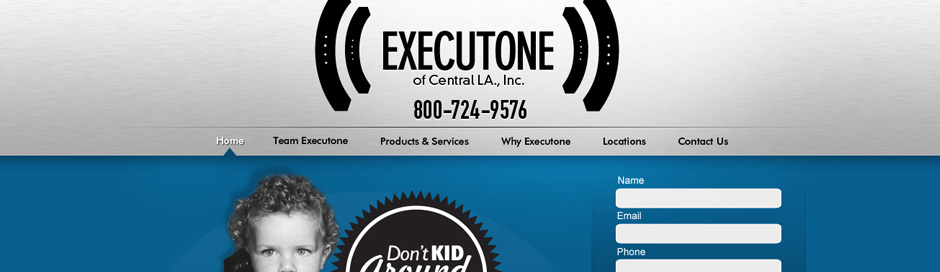 EXECUTONE
of Central LA., Inc.
800-724-9576
Home Team Executone Products & Services Why Executone Locations Contact Us
Name
Email
Phone
Don't KID
Around